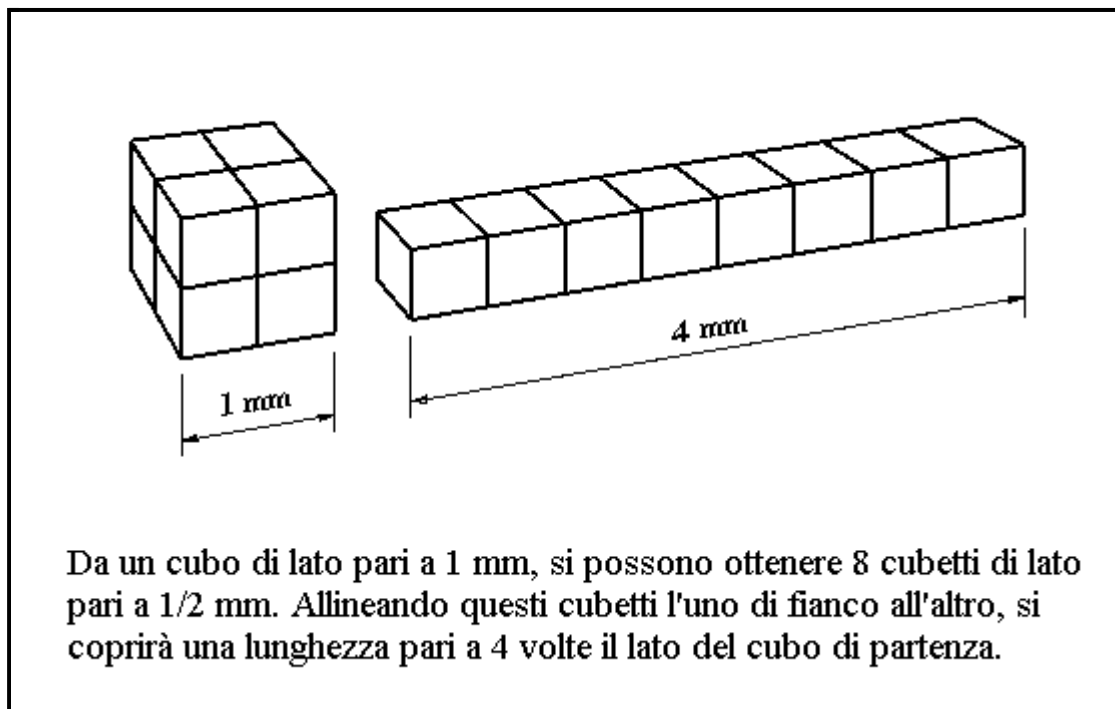 1 mm
4 mm
Da un cubo di lato pari a 1 mm, si possono ottenere 8 cubetti di lato
pari a 1/2 mm. Allineando questi cubetti l'uno di fianco all'altro, si
coprirà una lunghezza pari a 4 volte il lato del cubo di partenza.